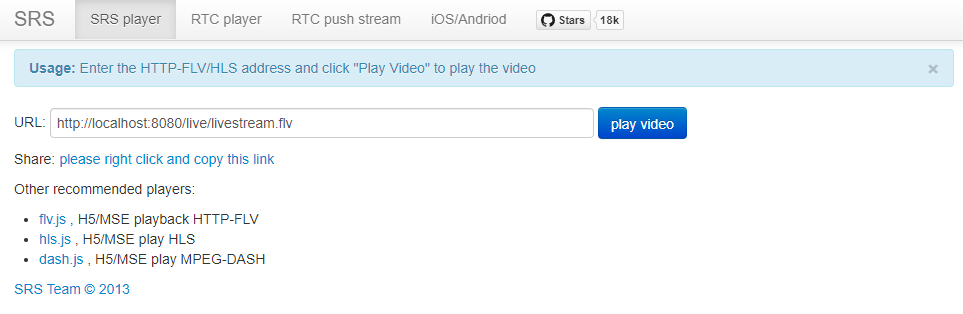 SRS SRS player RTC player RTC push stream iOS/Andriod Stars 18k
Usage: Enter the HTTP-FLV/HLS address and click "Play Video" to play the video ×
URL: http://localhost:8080/live/livestream.flv play video
Share: please right click and copy this link
Other recommended players:
• flv.js , H5/MSE playback HTTP-FLV
• hls.js , H5/MSE play HLS
• dash.js , H5/MSE play MPEG-DASH
SRS Team © 2013